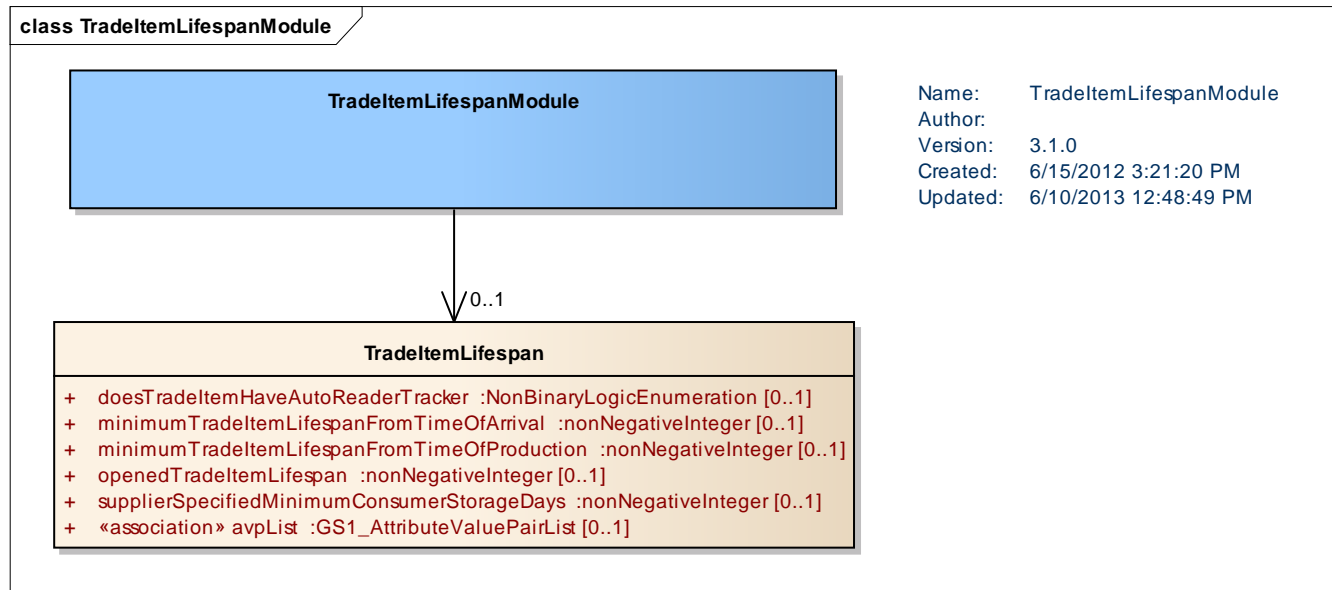 class TradeItemLifespanModule
TradeItemLifespanModule
Name: TradeItemLifespanModule
Author:
Version: 3.1.0
Created: 6/15/2012 3:21:20 PM
Updated: 6/10/2013 12:48:49 PM
0..1
TradeItemLifespan
+ doesTradeItemHaveAutoReaderTracker :NonBinaryLogicEnumeration [0..1]
+ minimumTradeItemLifespanFromTimeOfArrival :nonNegativeInteger [0..1]
+ minimumTradeItemLifespanFromTimeOfProduction :nonNegativeInteger [0..1]
+ openedTradeItemLifespan :nonNegativeInteger [0..1]
+ supplierSpecifiedMinimumConsumerStorageDays :nonNegativeInteger [0..1]
+ «association» avpList :GS1_AttributeValuePairList [0..1]